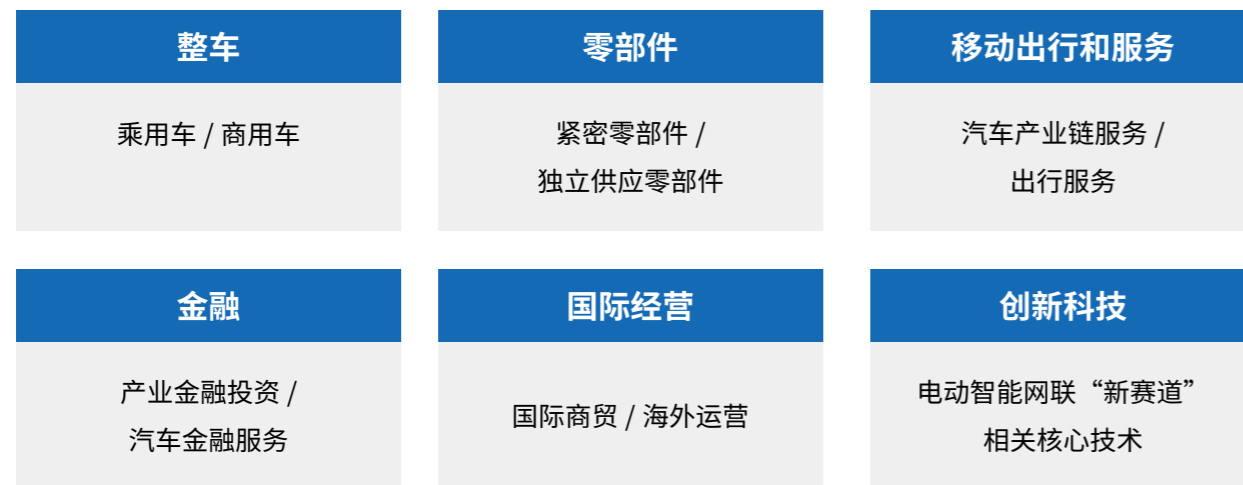 整车
乘用车 / 商用车
零部件
紧密零部件 /
独立供应零部件
移动出行和服务
汽车产业链服务 /
出行服务
金融
产业金融投资 /
汽车金融服务
国际经营
国际商贸 / 海外运营
创新科技
电动智能网联“新赛道”
相关核心技术